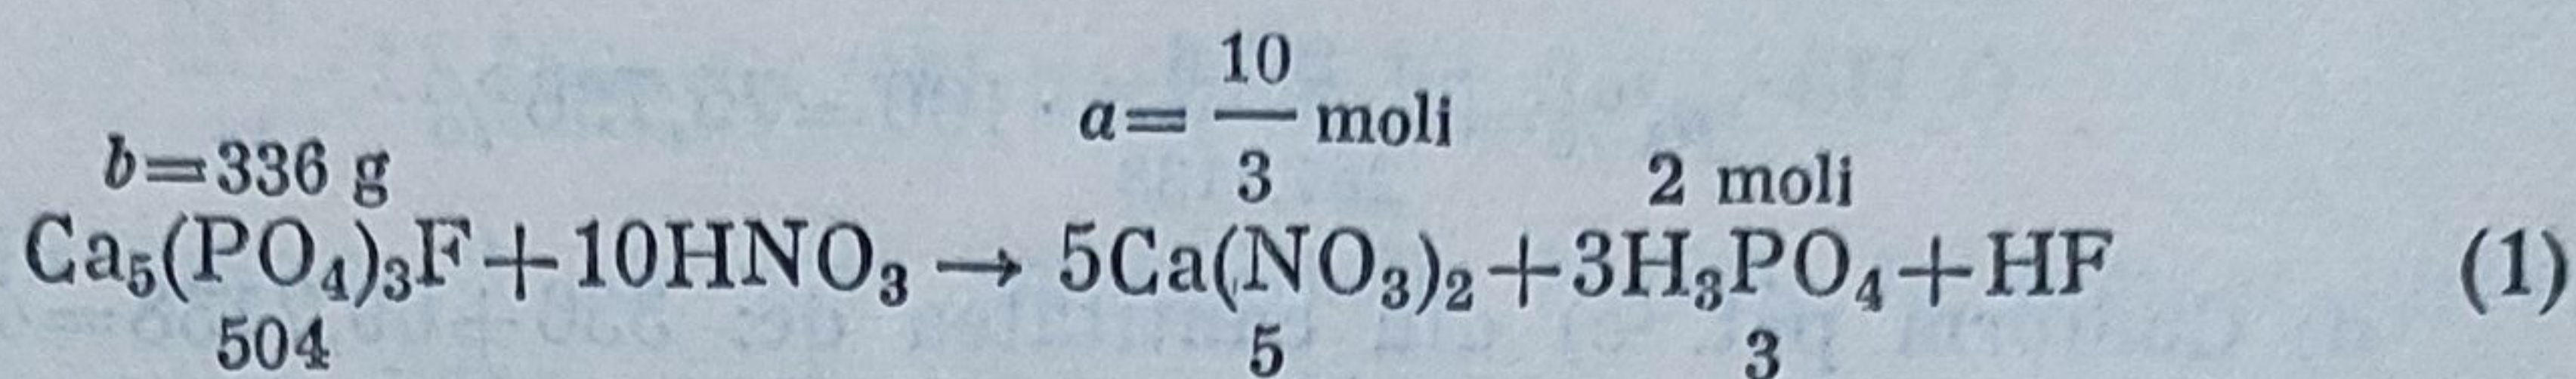 a = 10/3 moli
b=336 g 2 moli
Ca₅(PO₄)₃F+10HNO₃ → 5Ca(NO₃)₂+3H₃PO₄+HF (1)
504 5 3